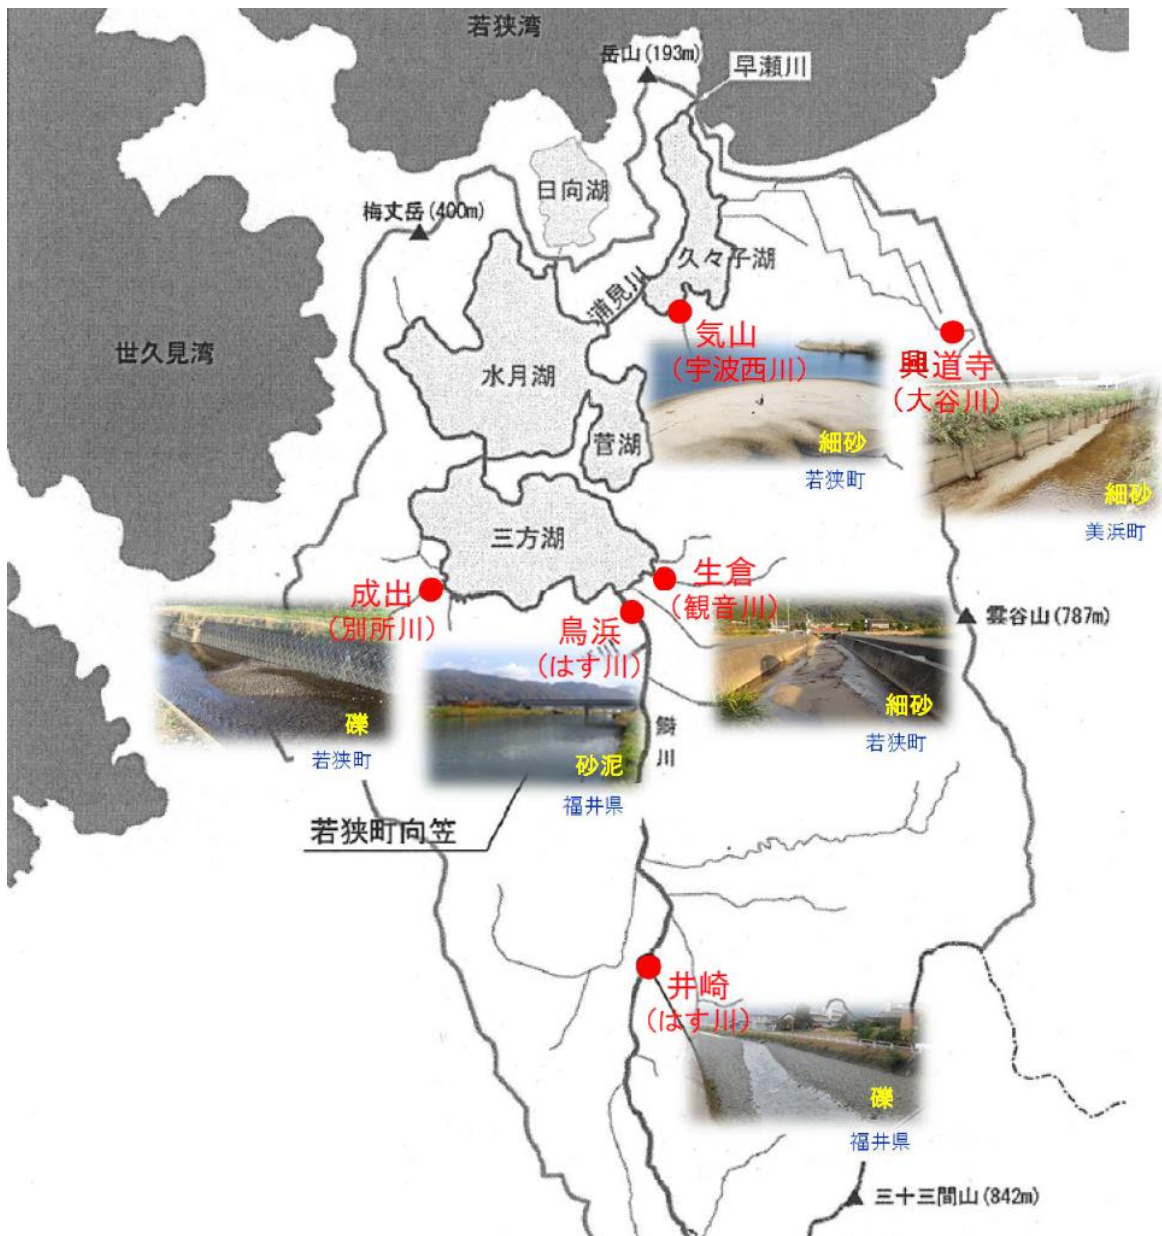 若狭湾
岳山(193m)
早瀬川
日向湖
梅丈岳(400m)
久々子湖
浦見川
気山
(宇波西川)
世久見湾
水月湖
興道寺
(大谷川)
菅湖
細砂
若狭町
細砂
美浜町
三方湖
成出
(別所川)
生倉
(観音川)
鳥浜
(はす川)
雲谷山(787m)
礫
若狭町
砂泥
福井県
鰣川
細砂
若狭町
若狭町向笠
井崎
(はす川)
礫
福井県
三十三間山(842m)